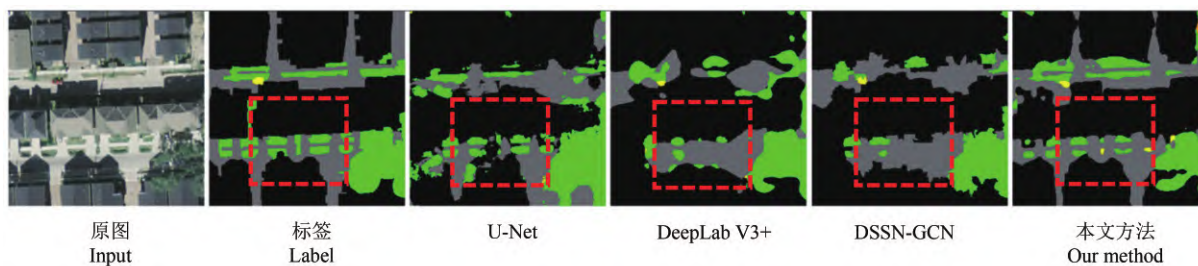 原图
Input
标签
Label
U-Net
DeepLab V3+
DSSN-GCN
本文方法
Our method